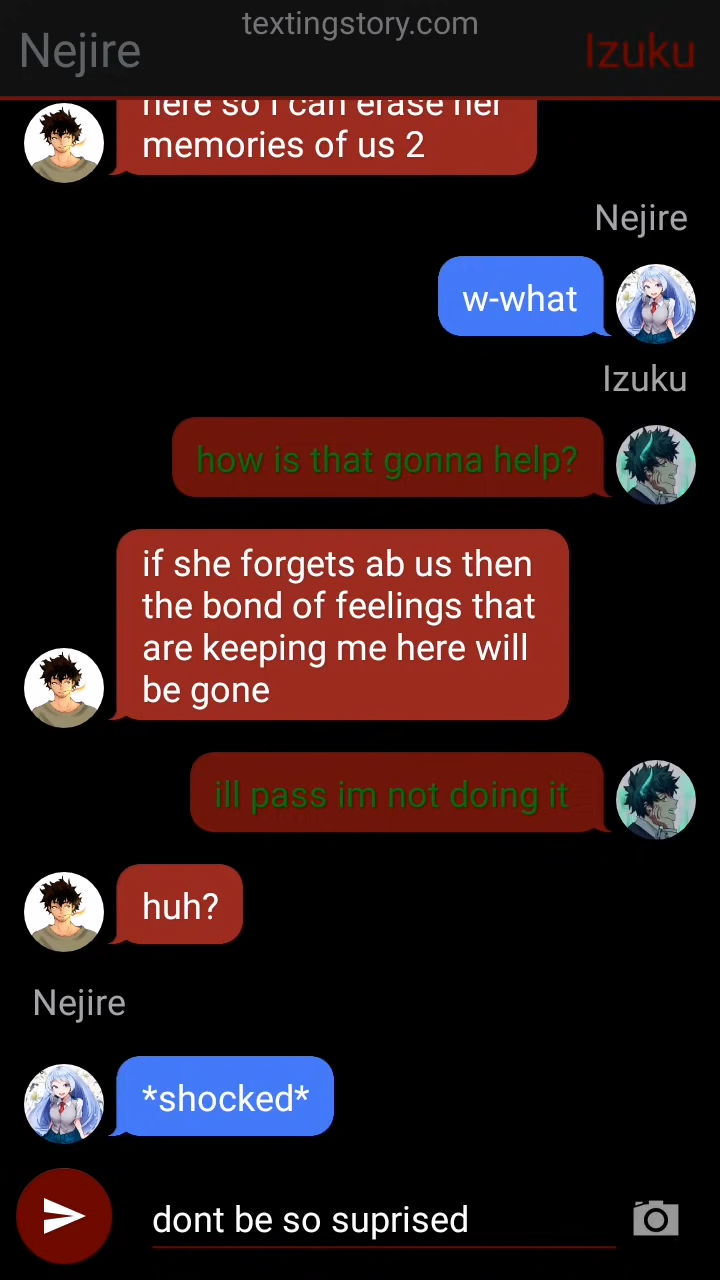 textingstory.com
Nejire
Izuku
here so I can erase her
memories of us 2
Nejire
w-what
Izuku
how is that gonna help?
if she forgets ab us then
the bond of feelings that
are keeping me here will
be gone
ill pass im not doing it
huh?
Nejire
*shocked*
dont be so suprised